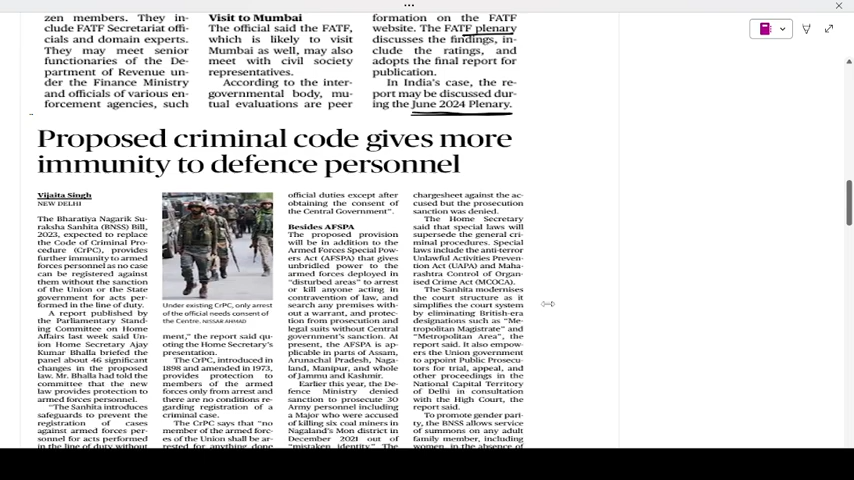 zen members. They in-
clude FATF Secretariat offi-
cials and domain experts.
They may meet senior
functionaries of the De-
partment of Revenue un-
der the Finance Ministry
and officials of various en-
forcement agencies, such
Visit to Mumbai
The official said the FATF,
which is likely to visit
Mumbai as well, may also
meet with civil society
representatives.
According to the inter-
governmental body, mu-
tual evaluations are peer
formation on the FATF
website. The FATF plenary
discusses the findings, in-
clude the ratings, and
adopts the final report for
publication.
In India's case, the re-
port may be discussed dur-
ing the June 2024 Plenary.
Proposed criminal code gives more
immunity to defence personnel
Vijaita Singh
NEW DELHI
The Bharatiya Nagarik Su-
raksha Sanhita (BNSS) Bill,
2023, expected to replace
the Code of Criminal Pro-
cedure (CrPC), provides
further immunity to armed
forces personnel as no case
can be registered against
them without the sanction
of the Union or the State
government for acts per-
formed in the line of duty.
A report published by
the Parliamentary Stand-
ing Committee on Home
Affairs last week said Un-
ion Home Secretary Ajay
Kumar Bhalla briefed the
panel about 46 significant
changes in the proposed
law. Mr. Bhalla had told the
committee that the new
law provides protection to
armed forces personnel.
"The Sanhita introduces
safeguards to prevent the
registration of cases
against armed forces per-
sonnel for acts performed
in the line of duty without
Under existing CrPC, only arrest
of the official needs consent of
the Centre. NISSAR AHMAD
ment," the report said qu-
oting the Home Secretary's
presentation.
The CrPC, introduced in
1898 and amended in 1973,
provides protection to
members of the armed
forces only from arrest and
there are no conditions re-
garding registration of a
criminal case.
The CrPC says that "no
member of the armed forc-
es of the Union shall be ar-
rested for anything done
official duties except after
obtaining the consent of
the Central Government".
Besides AFSPA
The proposed provision
will be in addition to the
Armed Forces Special Pow-
ers Act (AFSPA) that gives
unbridled power to the
armed forces deployed in
"disturbed areas" to arrest
or kill anyone acting in
contravention of law, and
search any premises with-
out a warrant, and protec-
tion from prosecution and
legal suits without Central
government's sanction. At
present, the AFSPA is ap-
plicable in parts of Assam,
Arunachal Pradesh, Naga-
land, Manipur, and whole
of Jammu and Kashmir.
Earlier this year, the De-
fence Ministry denied
sanction to prosecute 30
Army personnel including
a Major who were accused
of killing six coal miners in
Nagaland's Mon district in
December 2021 out of
"mistaken identity." The
chargesheet against the ac-
cused but the prosecution
sanction was denied.
The Home Secretary
said that special laws will
supersede the general cri-
minal procedures. Special
laws include the anti-terror
Unlawful Activities Preven-
tion Act (UAPA) and Maha-
rashtra Control of Organ-
ised Crime Act (MCOCA).
The Sanhita modernises
the court structure as it
simplifies the court system
by eliminating British-era
designations such as "Me-
tropolitan Magistrate" and
"Metropolitan Area", the
report said. It also empow-
ers the Union government
to appoint Public Prosecu-
tors for trial, appeal, and
other proceedings in the
National Capital Territory
of Delhi in consultation
with the High Court, the
report said.
To promote gender pari-
ty, the BNSS allows service
of summons on any adult
family member, including
women, in the absence of